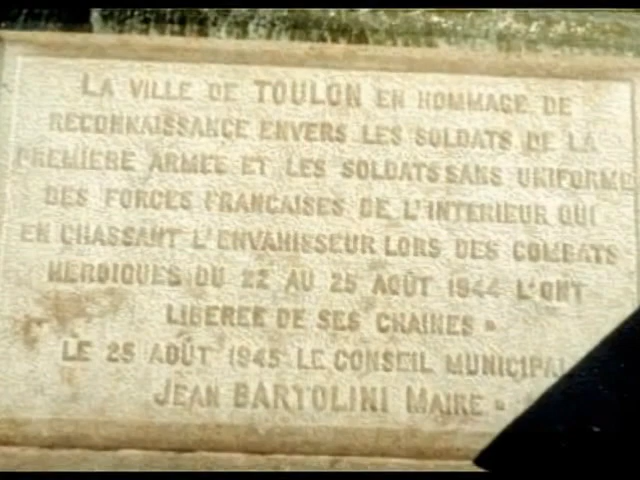 LA VILLE DE TOULON EN HOMMAGE DE
RECONNAISSANCE ENVERS LES SOLDATS DE LA
PREMIERE ARMEE ET LES SOLDATS SANS UNIFORME
DES FORCES FRANCAISES DE L'INTERIEUR QUI
EN CHASSANT L'ENVAHISSEUR LORS DES COMBATS
HEROIQUES DU 22 AU 25 AOÛT 1944 L'ONT
LIBEREE DE SES CHAINES
LE 25 AOÛT 1945 LE CONSEIL MUNICIPAL
JEAN BARTOLINI MAIRE